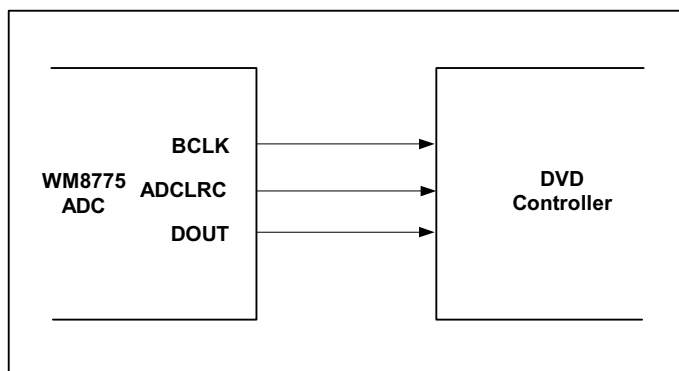 BCLK
WM8775
ADC
ADCLRC
DOUT
DVD
Controller